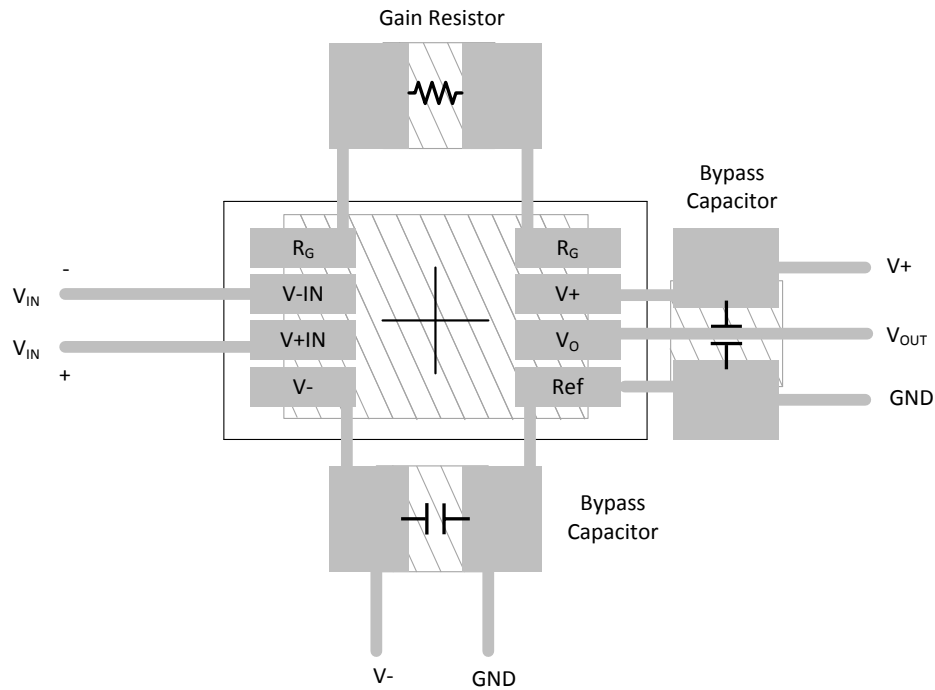 Gain Resistor
Bypass
Capacitor
R_G
R_G
V+
-
V-IN
V+
V_IN
V+IN
V_O
V_OUT
V_IN
+
V-
Ref
GND
Bypass
Capacitor
V-
GND